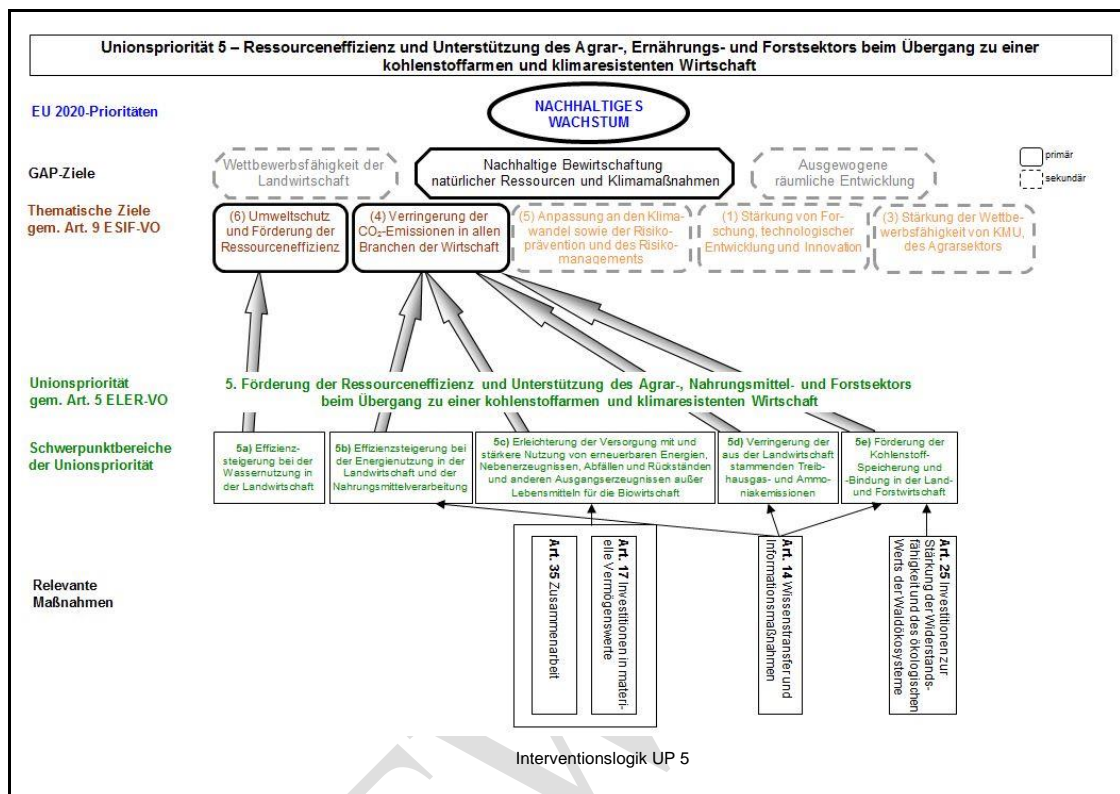 Unionspriorität 5 – Ressourceneffizienz und Unterstützung des Agrar-, Ernährungs- und Forstsektors beim Übergang zu einer
kohlenstoffarmen und klimaresistenten Wirtschaft
EU 2020-Prioritäten
NACHHALTIGES
WACHSTUM
GAP-Ziele
Wettbewerbsfähigkeit der
Landwirtschaft
Nachhaltige Bewirtschaftung
natürlicher Ressourcen und Klimamaßnahmen
Ausgewogene
räumliche Entwicklung
primär
sekundär
Thematische Ziele
gem. Art. 9 ESIF-VO
(6) Umweltschutz
und Förderung der
Ressourceneffizienz
(4) Verringerung der
CO₂-Emissionen in allen
Branchen der Wirtschaft
(5) Anpassung an den Klima-
wandel sowie der Risiko-
prävention und des Risiko-
managements
(1) Stärkung von For-
schung, technologischer
Entwicklung und Innovation
(3) Stärkung der Wettbe-
werbsfähigkeit von KMU,
des Agrarsektors
Unionspriorität
gem. Art. 5 ELER-VO
5. Förderung der Ressourceneffizienz und Unterstützung des Agrar-, Nahrungsmittel- und Forstsektors
beim Übergang zu einer kohlenstoffarmen und klimaresistenten Wirtschaft
Schwerpunktbereiche
der Unionspriorität
5a) Effizienz-
steigerung bei der
Wassernutzung in
der Landwirtschaft
5b) Effizienzsteigerung bei
der Energienutzung in der
Landwirtschaft und der
Nahrungsmittelverarbeitung
5c) Erleichterung der Versorgung mit und
stärkere Nutzung von erneuerbaren Energien,
Nebenerzeugnissen, Abfällen und Rückständen
und anderen Ausgangserzeugnissen außer
Lebensmitteln für die Biowirtschaft
5d) Verringerung der
aus der Landwirtschaft
stammenden Treib-
hausgas- und Ammo-
niakemissionen
5e) Förderung der
Kohlenstoff-
Speicherung und
-Bindung in der Land-
und Forstwirtschaft
Relevante
Maßnahmen
Art. 35 Zusammenarbeit
Art. 17 Investitionen in materi-
elle Vermögenswerte
Art. 14 Wissenstransfer und
Informationsmaßnahmen
Art. 25 Investitionen zur
Stärkung der Widerstands-
fähigkeit und des ökologischen
Werts der Waldökosysteme
Interventionslogik UP 5